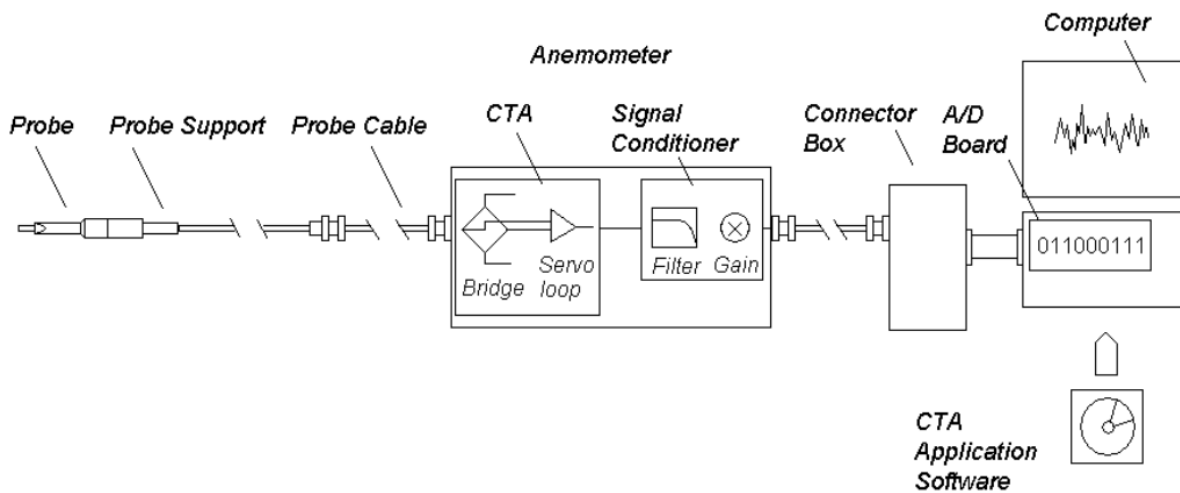 Computer
Anemometer
Probe
Probe Support
Probe Cable
CTA
Signal
Conditioner
Connector
Box
A/D
Board
011000111
Bridge
Servo
loop
Filter
Gain
CTA
Application
Software